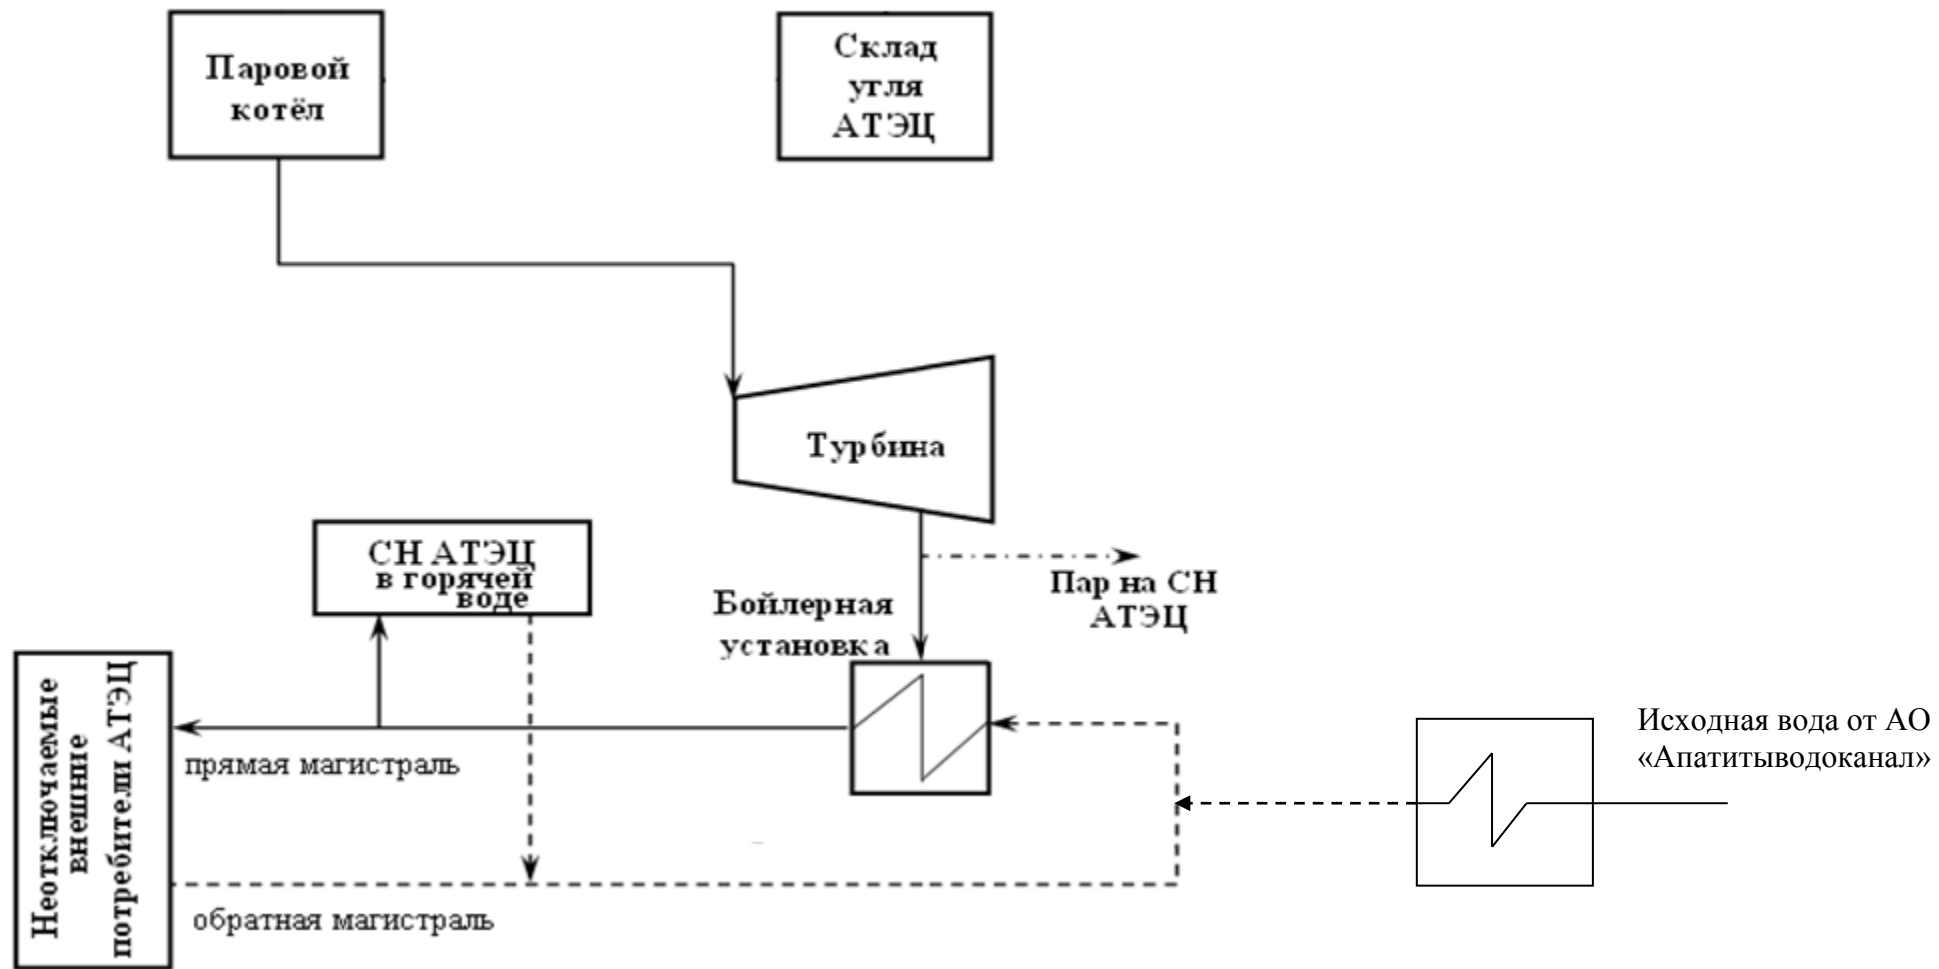 Паровой
котёл
Склад
угля
АТЭЦ
Турбина
СН АТЭЦ
в горячей
воде
Пар на СН
АТЭЦ
Бойлерная
установка
Неотключаемые
внешние
потребители АТЭЦ
прямая магистраль
Исходная вода от АО
«Апатитыводоканал»
обратная магистраль